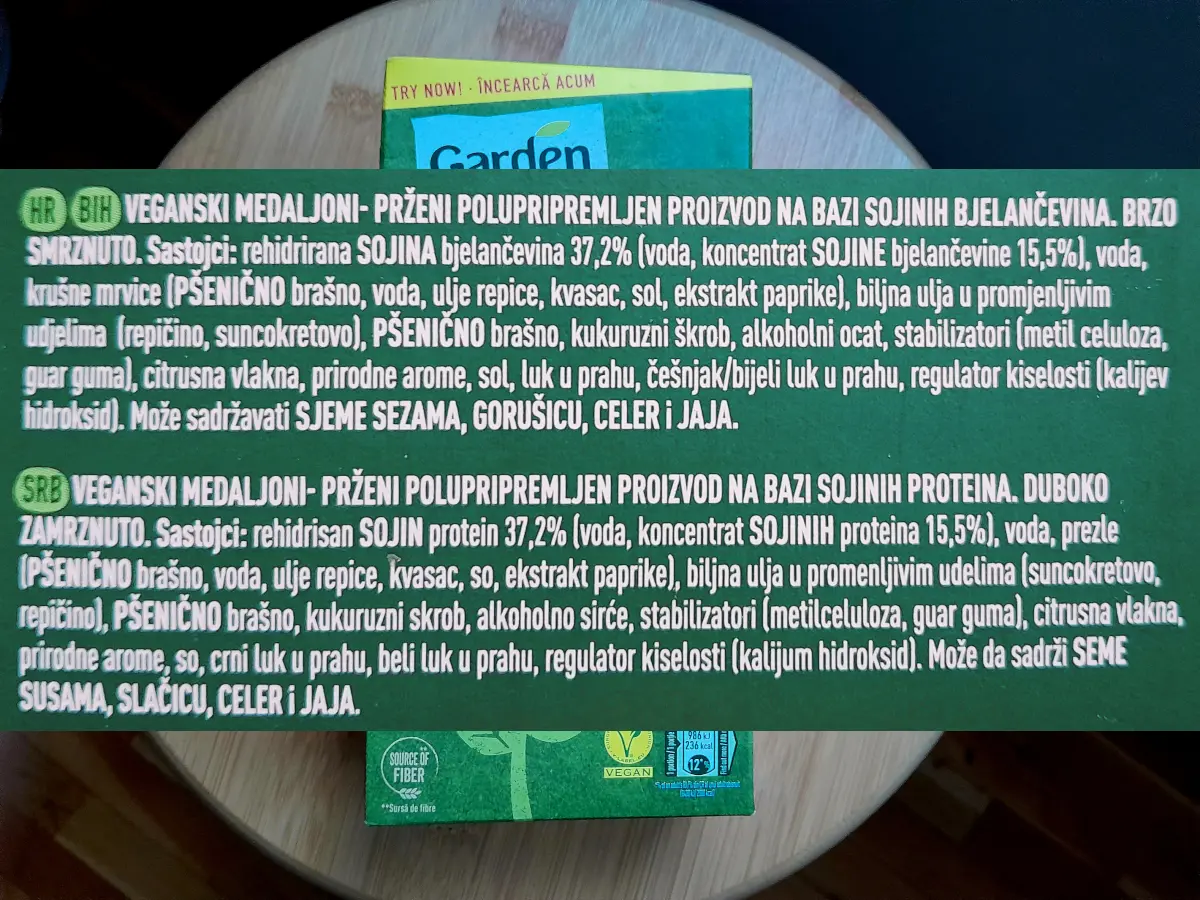 TRY NOW! · ÎNCEARCĂ ACUM
Garden
HR BIH VEGANSKI MEDALJONI- PRŽENI POLUPRIPREMLJEN PROIZVOD NA BAZI SOJINIH BJELANČEVINA. BRZO
SMRZNUTO. Sastojci: rehidrirana SOJINA bjelančevina 37,2% (voda, koncentrat SOJINE bjelančevine 15,5%), voda,
krušne mrvice (PŠENIČNO brašno, voda, ulje repice, kvasac, sol, ekstrakt paprike), biljna ulja u promjenljivim
udjelima (repičino, suncokretovo), PŠENIČNO brašno, kukuruzni škrob, alkoholni ocat, stabilizatori (metil celuloza,
guar guma), citrusna vlakna, prirodne arome, sol, luk u prahu, češnjak/bijeli luk u prahu, regulator kiselosti (kalijev
hidroksid). Može sadržavati SJEME SEZAMA, GORUŠICU, CELER i JAJA.
SRB VEGANSKI MEDALJONI- PRŽENI POLUPRIPREMLJEN PROIZVOD NA BAZI SOJINIH PROTEINA. DUBOKO
ZAMRZNUTO. Sastojci: rehidrisan SOJIN protein 37,2% (voda, koncentrat SOJINIH proteina 15,5%), voda, prezle
(PŠENIČNO brašno, voda, ulje repice, kvasac, so, ekstrakt paprike), biljna ulja u promenljivim udelima (suncokretovo,
repičino), PŠENIČNO brašno, kukuruzni skrob, alkoholno sirće, stabilizatori (metilceluloza, guar guma), citrusna vlakna,
prirodne arome, so, crni luk u prahu, beli luk u prahu, regulator kiselosti (kalijum hidroksid). Može da sadrži SEME
SUSAMA, SLAČICU, CELER i JAJA.
SOURCE OF**
FIBER
**Sursă de fibre
VEGAN
986 kJ
236 kcal
12*%